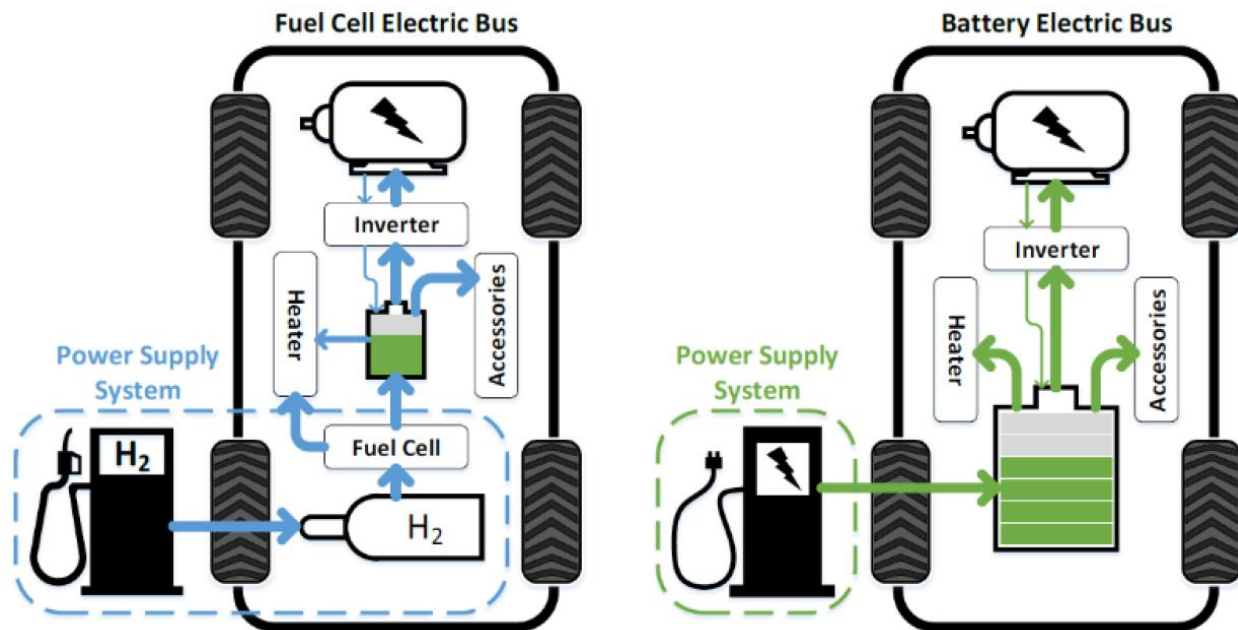 Fuel Cell Electric Bus
Inverter
Heater
Accessories
Power Supply
System
Fuel Cell
H₂
H₂
Battery Electric Bus
Inverter
Heater
Accessories
Power Supply
System